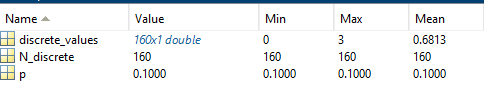 Name Value Min Max Mean
discrete_values 160x1 double 0 3 0.6813
N_discrete 160 160 160 160
p 0.1000 0.1000 0.1000 0.1000